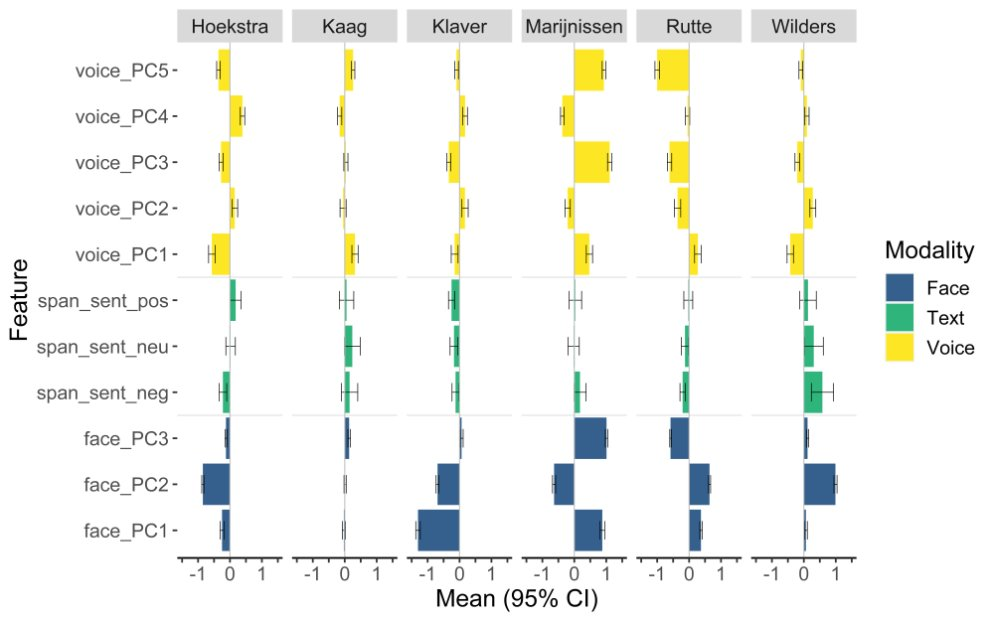 Hoekstra Kaag Klaver Marijnissen Rutte Wilders
voice_PC5
voice_PC4
voice_PC3
voice_PC2
voice_PC1
span_sent_pos
span_sent_neu
span_sent_neg
face_PC3
face_PC2
face_PC1
Feature
-1 0 1 -1 0 1 -1 0 1 -1 0 1 -1 0 1 -1 0 1
Mean (95% CI)
Modality
Face
Text
Voice